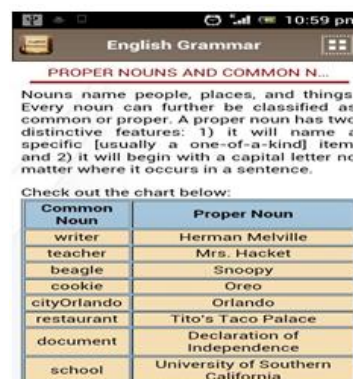 10:59 pm
English Grammar
PROPER NOUNS AND COMMON N...
Nouns name people, places, and things.
Every noun can further be classified as
common or proper. A proper noun has two
distinctive features: 1) it will name a
specific [usually a one-of-a-kind] item,
and 2) it will begin with a capital letter no
matter where it occurs in a sentence.
Check out the chart below:
Common Noun Proper Noun
writer Herman Melville
teacher Mrs. Hacket
beagle Snoopy
cookie Oreo
cityOrlando Orlando
restaurant Tito's Taco Palace
document Declaration of Independence
school University of Southern California